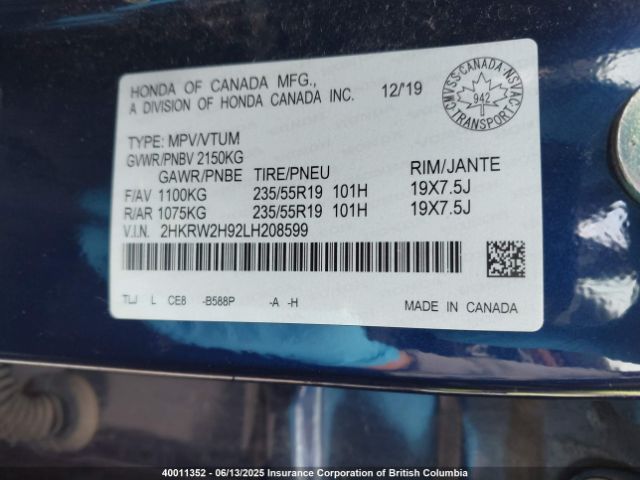 HONDA OF CANADA MFG.,
A DIVISION OF HONDA CANADA INC. 12/'19
CMVSS·CANADA·NSVAC
942
TRANSPORT
TYPE: MPV/VTUM
GVWR/PNBV 2150KG
GAWR/PNBE TIRE/PNEU RIM/JANTE
F/AV 1100KG 235/55R19 101H 19X7.5J
R/AR 1075KG 235/55R19 101H 19X7.5J
V.I.N. 2HKRW2H92LH208599
TLJ L CE8 -B588P -A -H
MADE IN CANADA
40011352 - 06/13/2025 Insurance Corporation of British Columbia